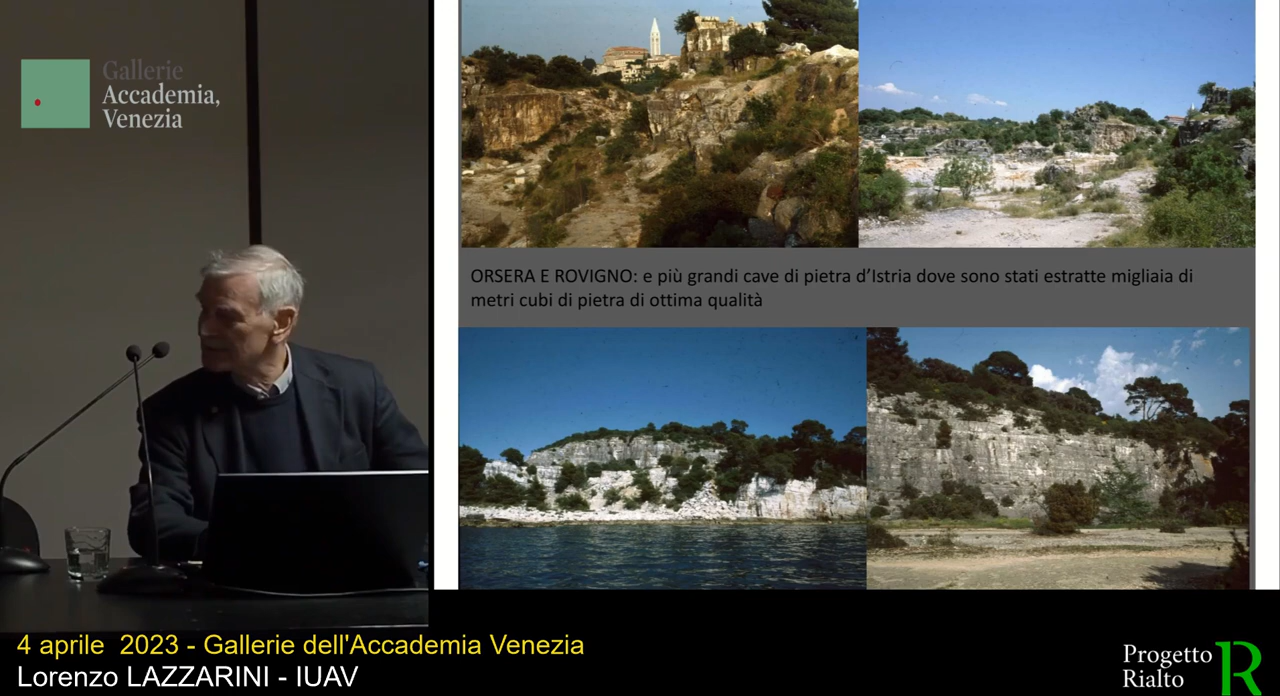 Gallerie
Accademia,
Venezia
ORSERA E ROVIGNO: e più grandi cave di pietra d'Istria dove sono stati estratte migliaia di
metri cubi di pietra di ottima qualità
4 aprile 2023 - Gallerie dell'Accademia Venezia
Lorenzo LAZZARINI - IUAV
Progetto
Rialto
R